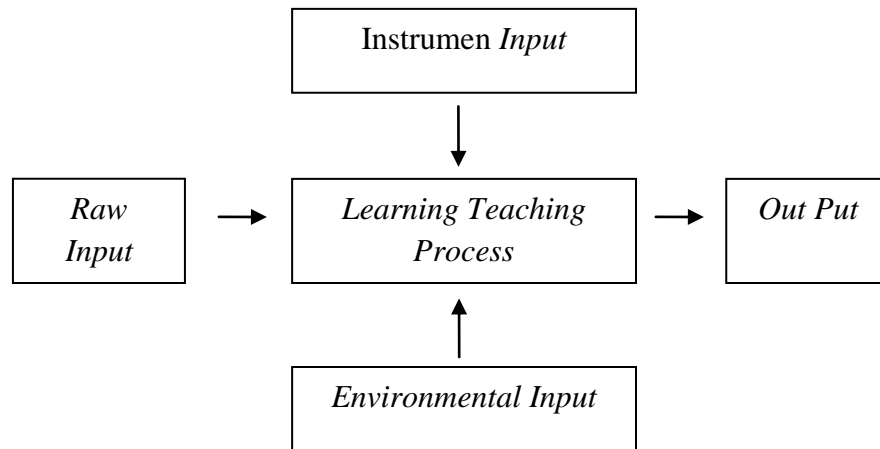 Instrumen Input
Raw
Input
Learning Teaching
Process
Out Put
Environmental Input